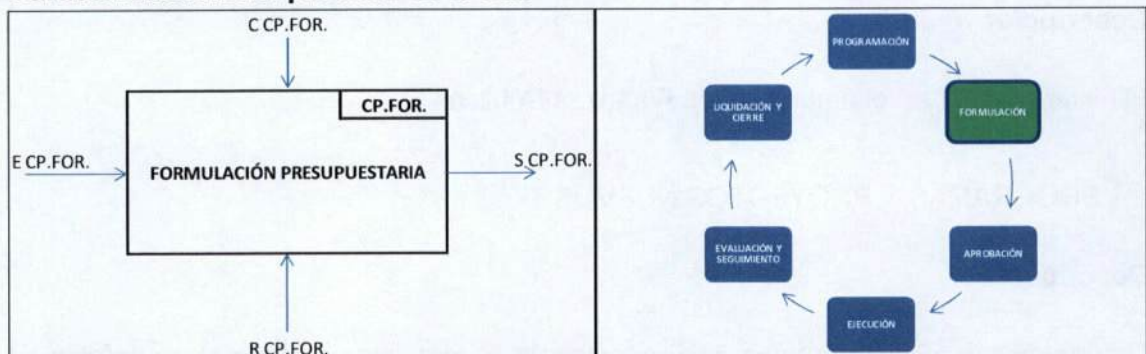 C CP.FOR.
CP.FOR.
E CP.FOR.
FORMULACIÓN PRESUPUESTARIA
S CP.FOR.
R CP.FOR.
PROGRAMACIÓN
FORMULACIÓN
APROBACIÓN
EJECUCIÓN
EVALUACIÓN Y
SEGUIMIENTO
LIQUIDACIÓN Y
CIERRE